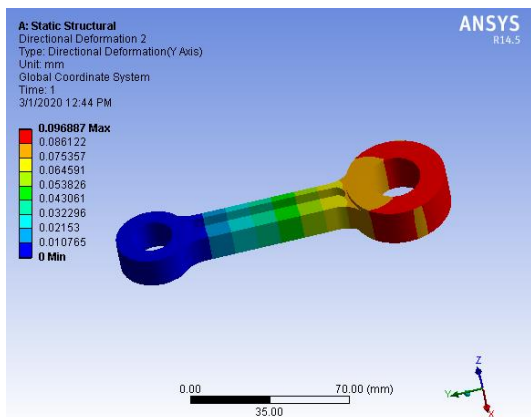 A: Static Structural
Directional Deformation 2
Type: Directional Deformation(Y Axis)
Unit: mm
Global Coordinate System
Time: 1
3/1/2020 12:44 PM
ANSYS
R14.5
0.096887 Max
0.086122
0.075357
0.064591
0.053826
0.043061
0.032296
0.02153
0.010765
0 Min
0.00
70.00 (mm)
35.00
Z
Y
X